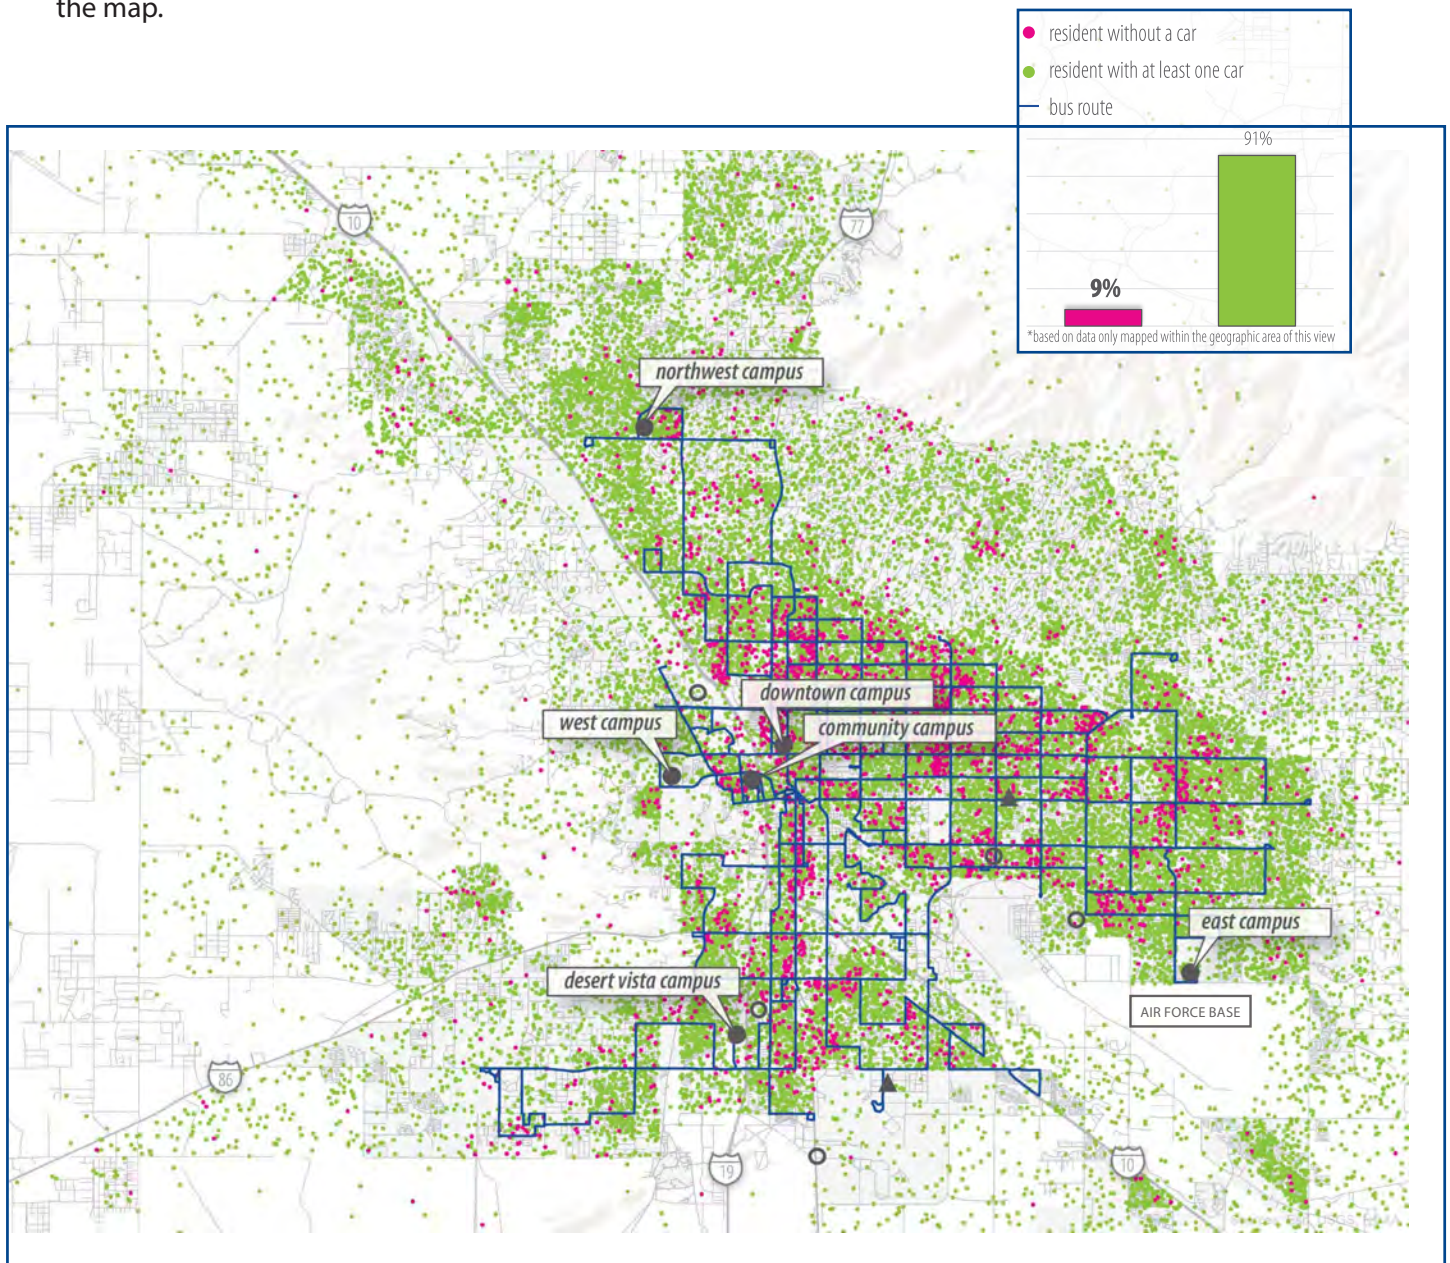 the map.
resident without a car
resident with at least one car
bus route
91%
9%
*based on data only mapped within the geographic area of this view
10
77
northwest campus
downtown campus
west campus
community campus
east campus
desert vista campus
AIR FORCE BASE
86
19
10